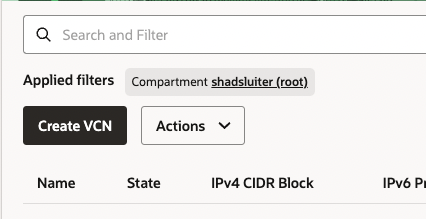 Search and Filter
Applied filters Compartment shadsluiter (root)
Create VCN Actions
Name State IPv4 CIDR Block IPv6 Pr